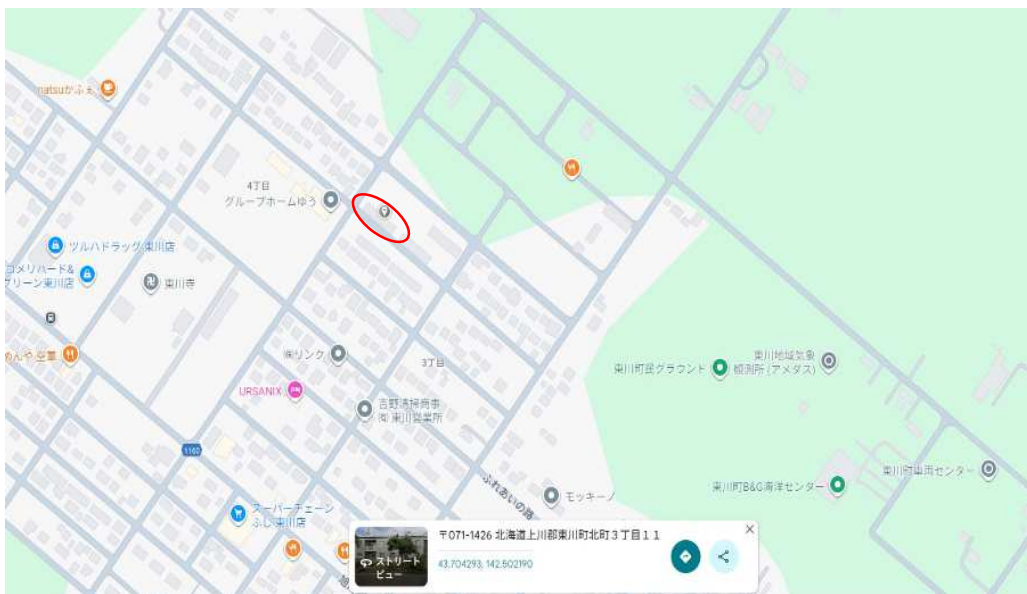 natsuかふぇ
4丁目
グループホームゆう
ツルハドラッグ 東川店
コメリハード&
グリーン東川店
東川寺
めんや 空華
㈱リンク
3丁目
URSANIX
吉野清掃商事
㈲ 東川営業所
東川町民グラウンド
東川地域気象
観測所 (アメダス)
1160
ふれあいの路
モッキーノ
東川町B&G海洋センター
東川町車両センター
スーパーチェーン
ふじ 東川店
旭
ストリート
ビュー
〒071-1426 北海道上川郡東川町北町3丁目11
43.704293, 142.502190